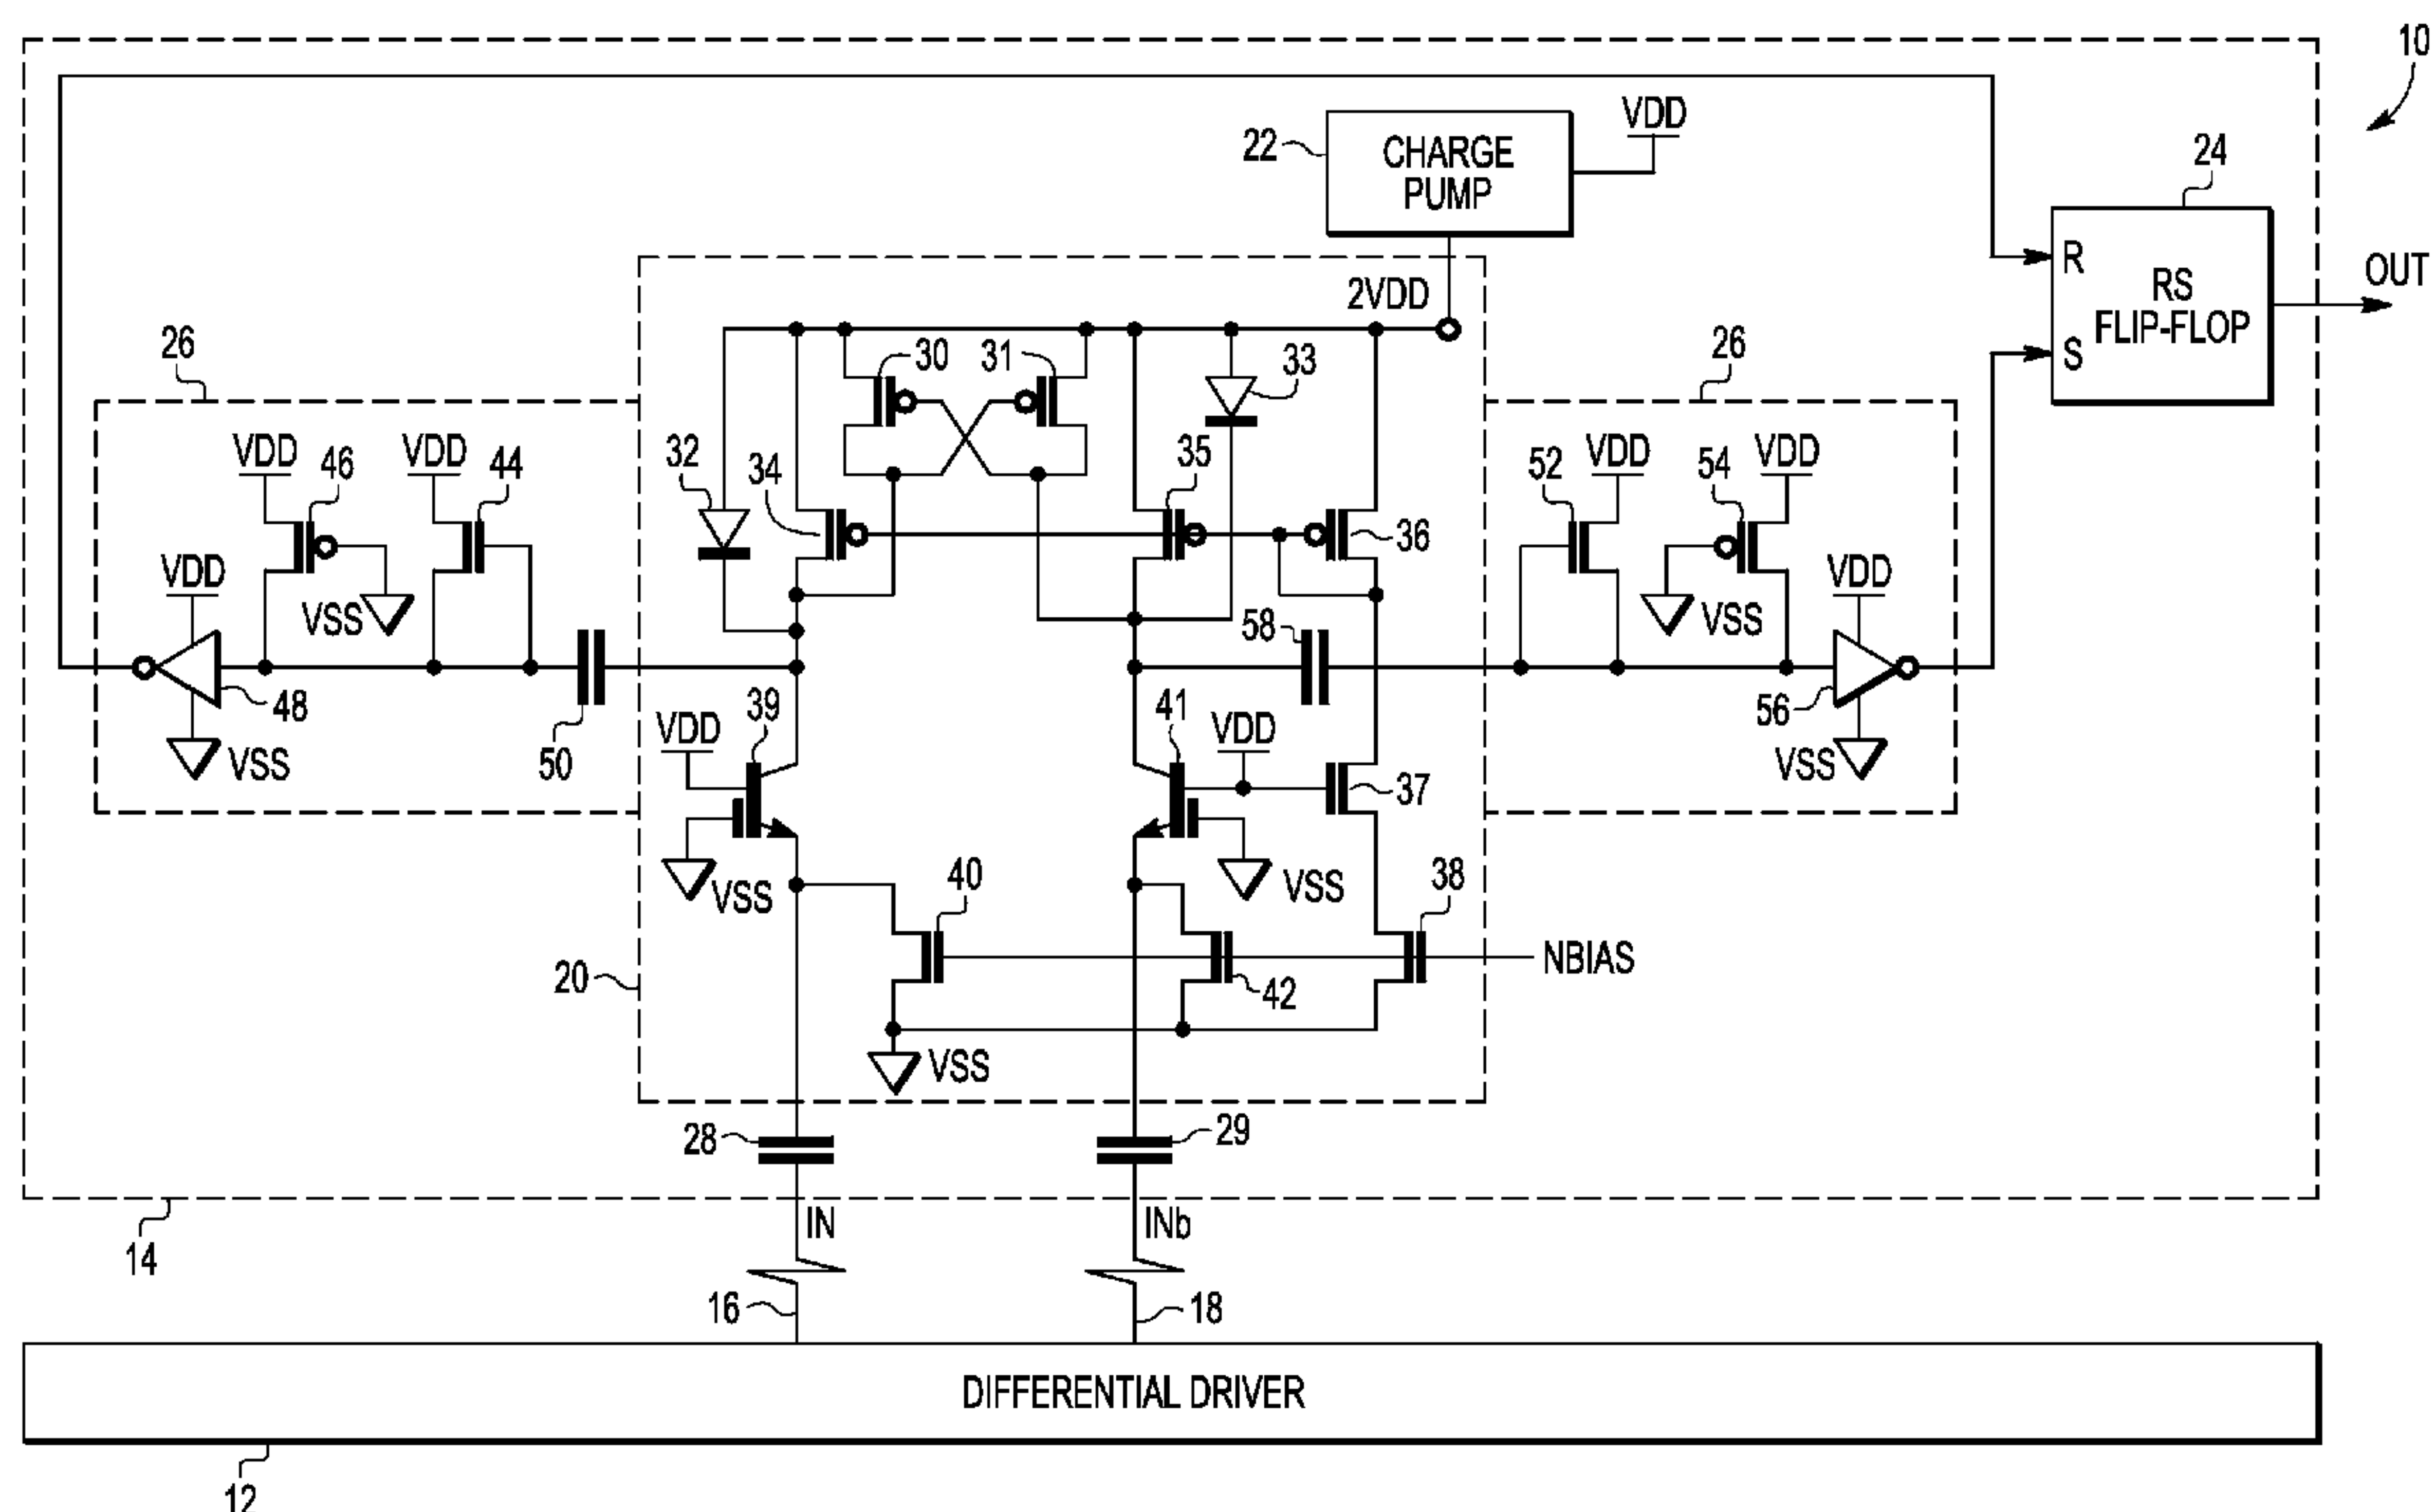 10
VDD
22
CHARGE
PUMP
24
R
RS
FLIP-FLOP
S
OUT
2VDD
26
30
31
33
26
VDD
46
VDD
44
32
34
35
36
52
VDD
54
VDD
VDD
VSS
48
VSS
50
VDD
39
58
41
VDD
37
VSS
VDD
56
VSS
VSS
40
VSS
38
20
42
NBIAS
VSS
28
29
14
IN
INb
16
18
DIFFERENTIAL DRIVER
12